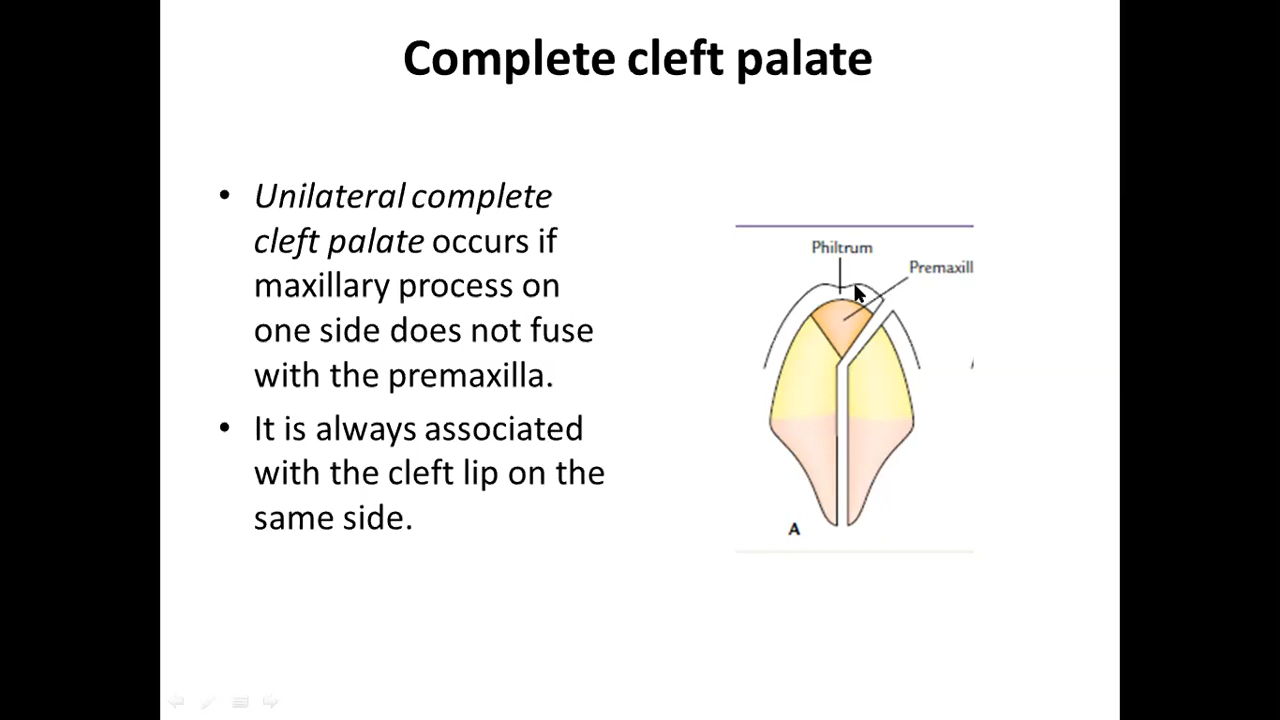 Complete cleft palate
• Unilateral complete
cleft palate occurs if
maxillary process on
one side does not fuse
with the premaxilla.
• It is always associated
with the cleft lip on the
same side.
Philtrum
Premaxill
A